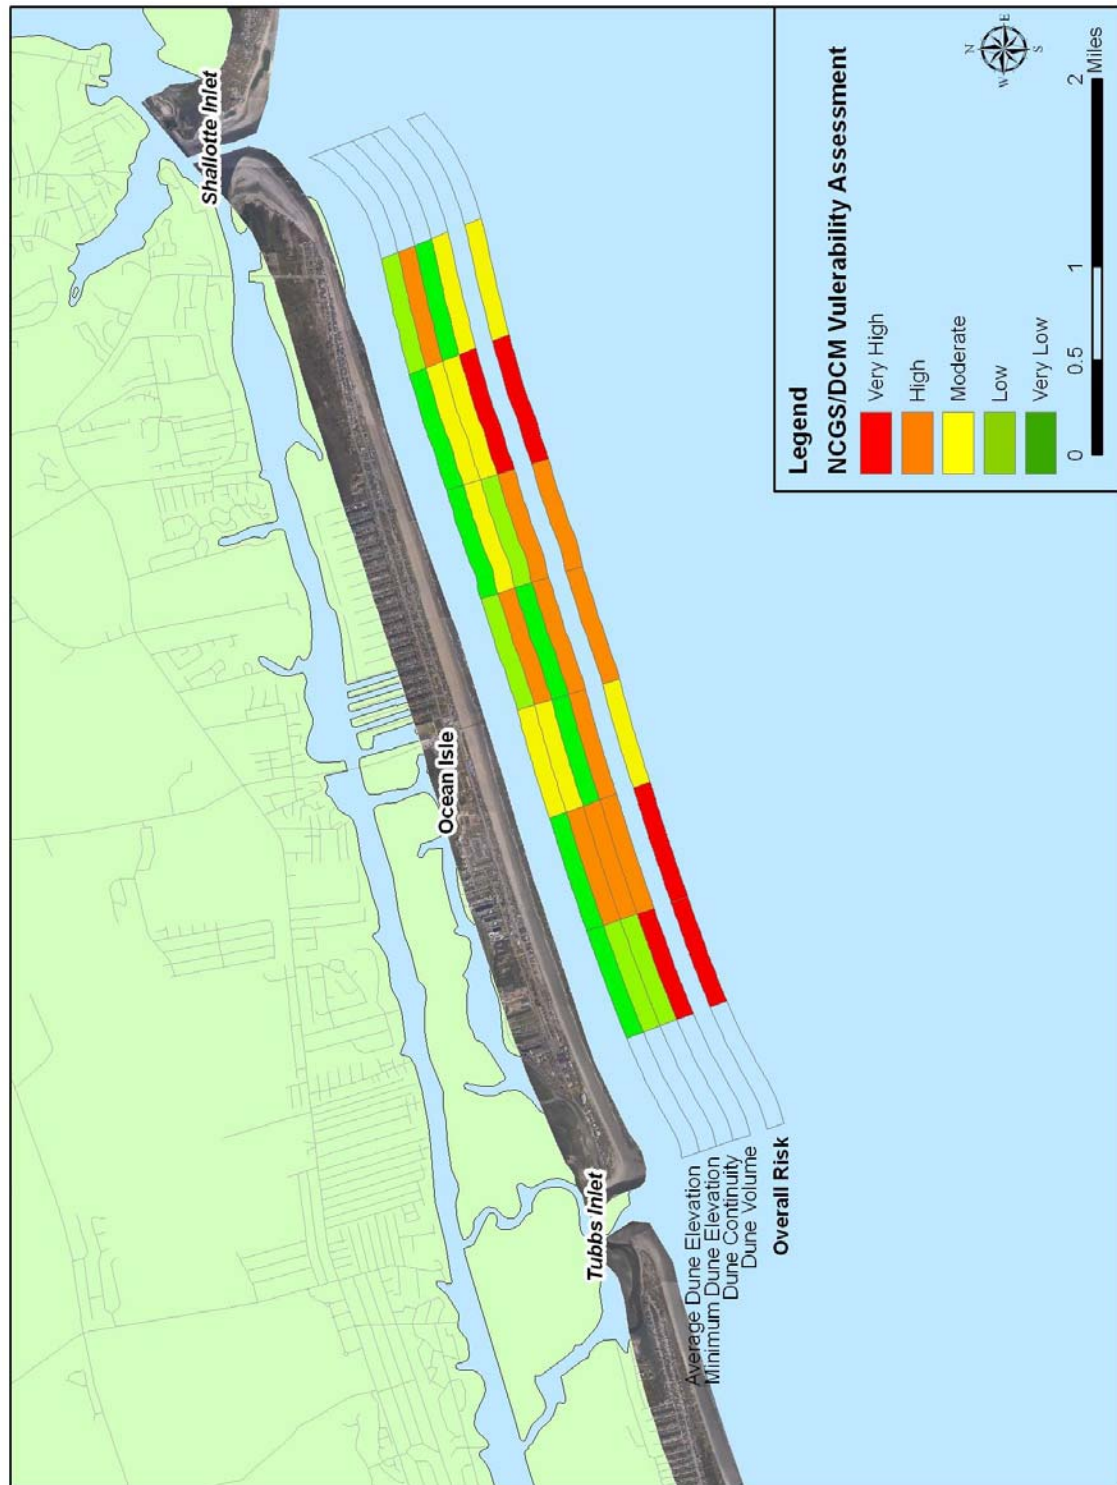 Shallotte Inlet
Ocean Isle
Tubbs Inlet
Average Dune Elevation
Minimum Dune Elevation
Dune Continuity
Dune Volume
Overall Risk
Legend
NCGS/DCM Vulerability Assessment
Very High
High
Moderate
Low
Very Low
N
E
S
W
0 0.5 1 2
Miles